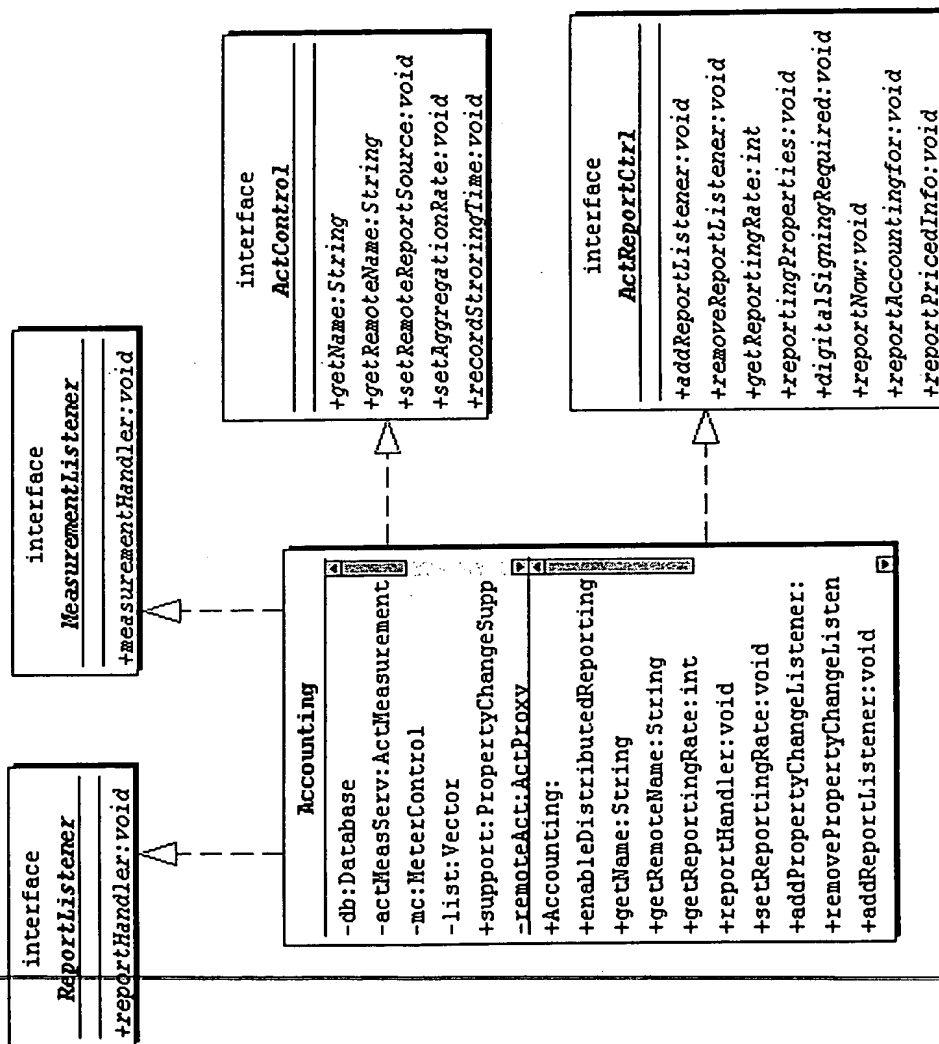 interface
ReportListener
+reportHandler:void
interface
MeasurementListener
+measurementHandler:void
Accounting
-db:Database
-actMeasServ:ActMeasurement
-mc:MeterControl
-list:Vector
+support:PropertyChangeSupp
-remoteAct:ActProxy
+Accounting:
+enableDistributedReporting
+getName:String
+getRemoteName:String
+getReportingRate:int
+reportHandler:void
+setReportingRate:void
+addPropertyChangeListener:
+removePropertyChangeListen
+addReportListener:void
interface
ActControl
+getName:String
+getRemoteName:String
+setRemoteReportSource:void
+setAggregationRate:void
+recordStroringTime:void
interface
ActReportCtrl
+addReportListener:void
+removeReportListener:void
+getReportingRate:int
+reportingProperties:void
+digitalSigningRequired:void
+reportNow:void
+reportAccountingfor:void
+reportPricedInfo:void